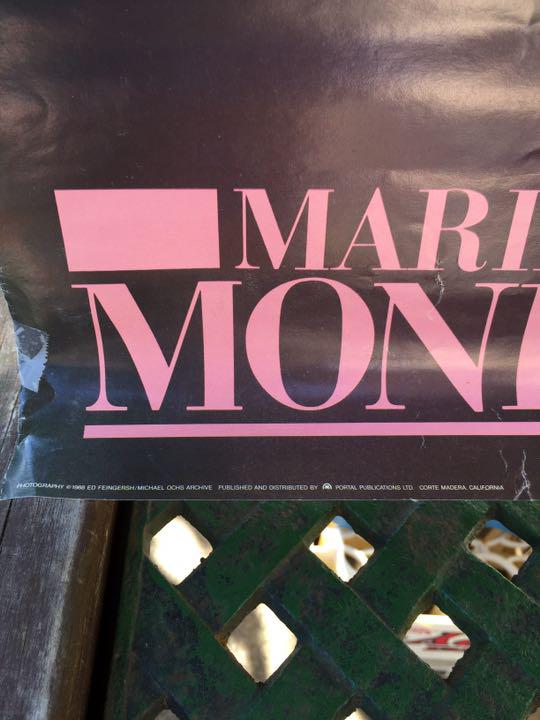 MARI
MON
PHOTOGRAPHY © 1988 ED FEINGERSH/MICHAEL OCHS ARCHIVE PUBLISHED AND DISTRIBUTED BY PORTAL PUBLICATIONS LTD. CORTE MADERA, CALIFORNIA